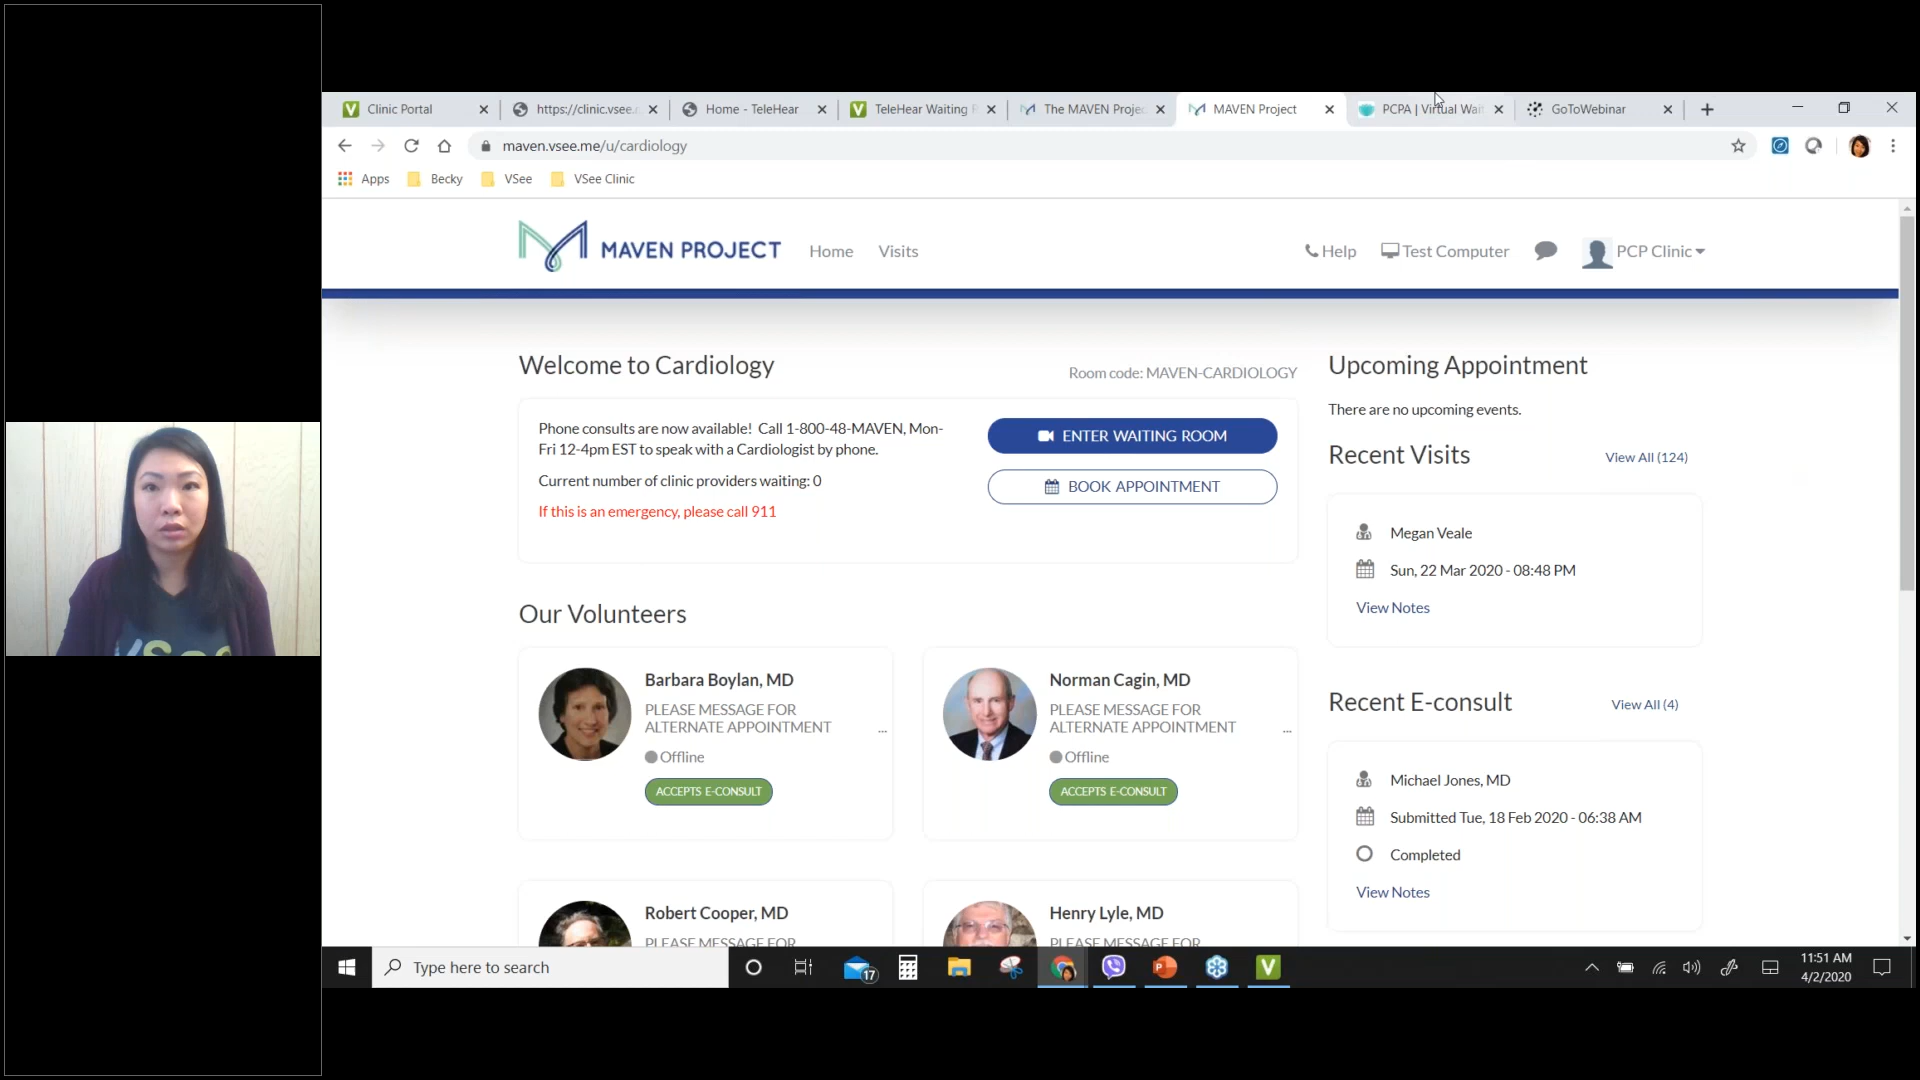 Clinic Portal
https://clinic.vsee.
Home - TeleHear
TeleHear Waiting
The MAVEN Projec
MAVEN Project
PCPA | Virtual Wai
GoToWebinar
maven.vsee.me/u/cardiology
Apps
Becky
VSee
VSee Clinic
MAVEN PROJECT
Home
Visits
Help
Test Computer
PCP Clinic
Welcome to Cardiology
Room code: MAVEN-CARDIOLOGY
Phone consults are now available! Call 1-800-48-MAVEN, Mon-
Fri 12-4pm EST to speak with a Cardiologist by phone.
Current number of clinic providers waiting: 0
If this is an emergency, please call 911
ENTER WAITING ROOM
BOOK APPOINTMENT
Our Volunteers
Barbara Boylan, MD
PLEASE MESSAGE FOR
ALTERNATE APPOINTMENT
...
Offline
ACCEPTS E-CONSULT
Norman Cagin, MD
PLEASE MESSAGE FOR
ALTERNATE APPOINTMENT
...
Offline
ACCEPTS E-CONSULT
Robert Cooper, MD
PLEASE MESSAGE FOR
Henry Lyle, MD
PLEASE MESSAGE FOR
Upcoming Appointment
There are no upcoming events.
Recent Visits
View All (124)
Megan Veale
Sun, 22 Mar 2020 - 08:48 PM
View Notes
Recent E-consult
View All (4)
Michael Jones, MD
Submitted Tue, 18 Feb 2020 - 06:38 AM
Completed
View Notes
Type here to search
17
11:51 AM
4/2/2020